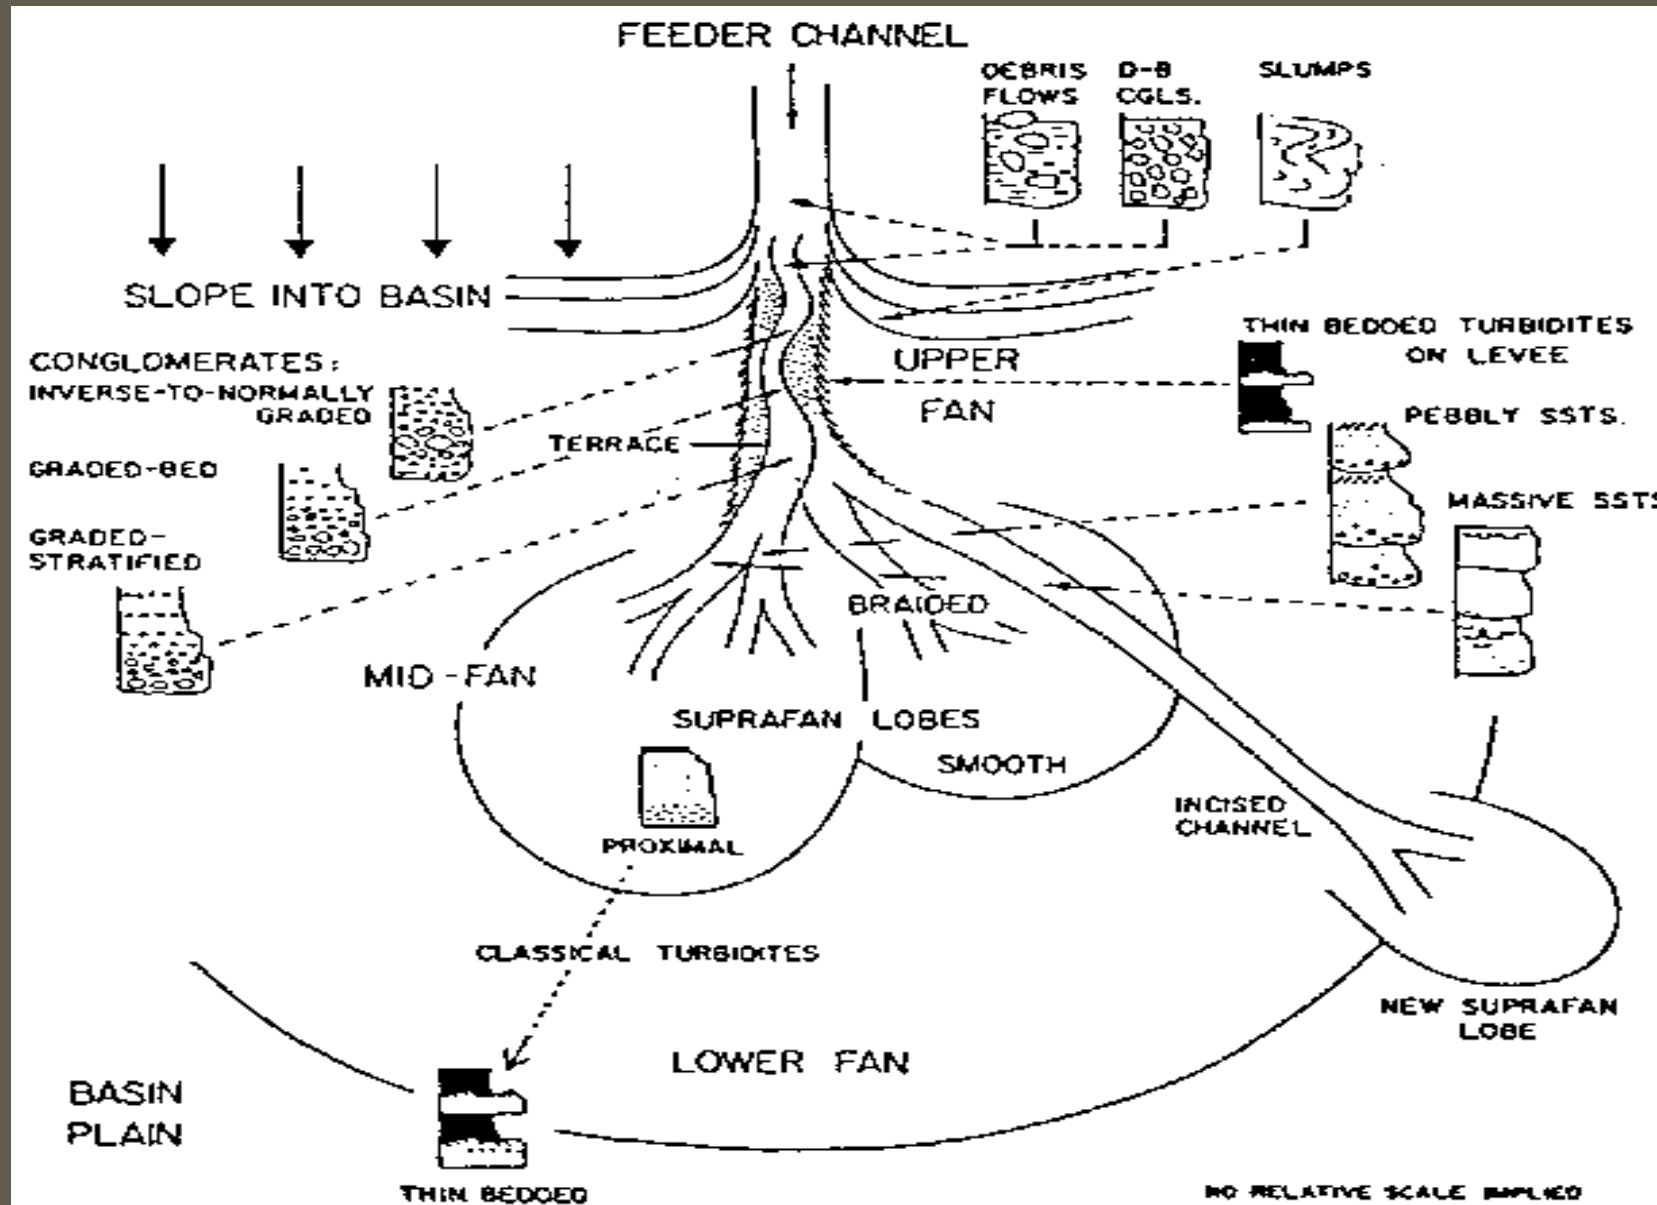 FEEDER CHANNEL
DEBRIS
FLOWS
D-B
CGLS.
SLUMPS
SLOPE INTO BASIN
CONGLOMERATES:
INVERSE-TO-NORMALLY
GRADED
GRADED-BED
GRADED-
STRATIFIED
TERRACE
UPPER
FAN
THIN BEDDED TURBIDITES
ON LEVEE
PEBBLY SSTS.
MASSIVE SSTS
BRAIDED
MID-FAN
SUPRAFAN LOBES
SMOOTH
PROXIMAL
INCISED
CHANNEL
CLASSICAL TURBIDITES
NEW SUPRAFAN
LOBE
LOWER FAN
BASIN
PLAIN
THIN BEDDED
NO RELATIVE SCALE IMPLIED